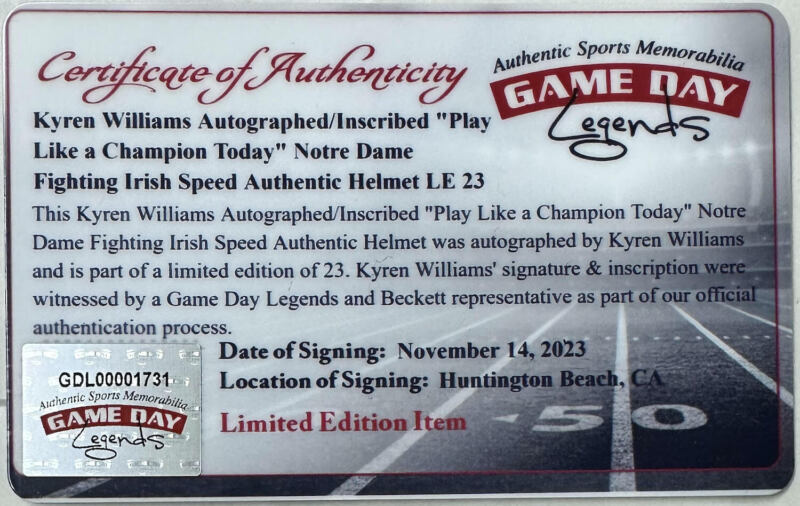 Certificate of Authenticity
Authentic Sports Memorabilia
GAME DAY
Legends
Kyren Williams Autographed/Inscribed "Play
Like a Champion Today" Notre Dame
Fighting Irish Speed Authentic Helmet LE 23
This Kyren Williams Autographed/Inscribed "Play Like a Champion Today" Notre
Dame Fighting Irish Speed Authentic Helmet was autographed by Kyren Williams
and is part of a limited edition of 23. Kyren Williams' signature & inscription were
witnessed by a Game Day Legends and Beckett representative as part of our official
authentication process.
Date of Signing: November 14, 2023
Location of Signing: Huntington Beach, CA
Limited Edition Item
50
GDL00001731
Authentic Sports Memorabilia
GAME DAY
Legends